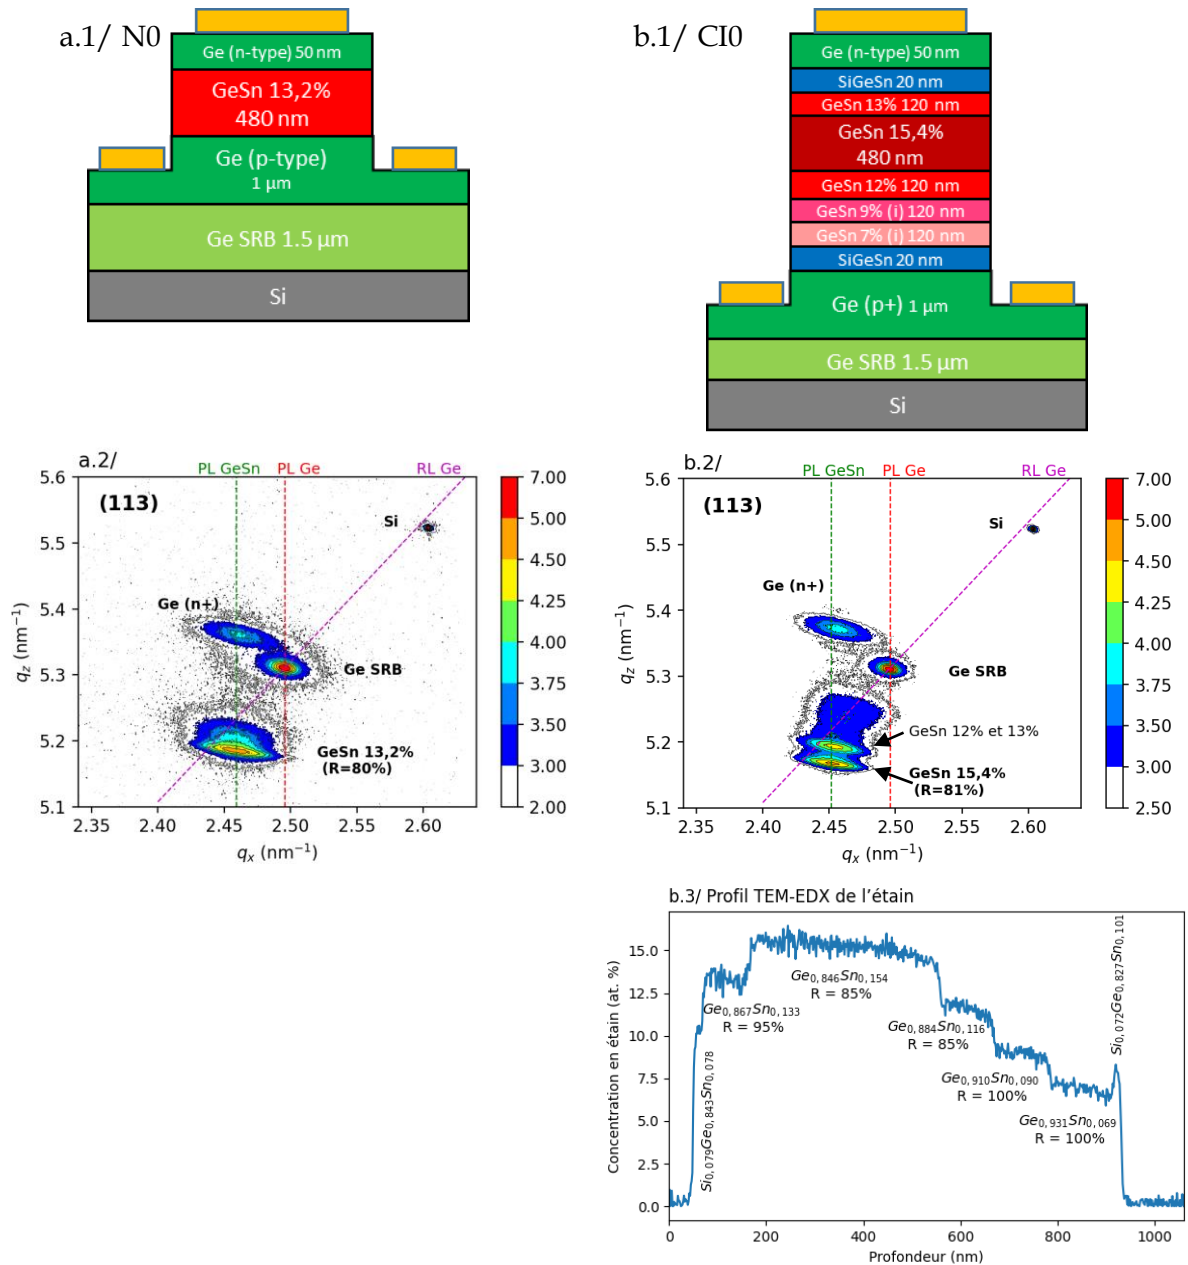 a.1/ N0
Ge (n-type) 50 nm
GeSn 13,2%
480 nm
Ge (p-type)
1 µm
Ge SRB 1.5 µm
Si
b.1/ CI0
Ge (n-type) 50 nm
SiGeSn 20 nm
GeSn 13% 120 nm
GeSn 15,4%
480 nm
GeSn 12% 120 nm
GeSn 9% (i) 120 nm
GeSn 7% (i) 120 nm
SiGeSn 20 nm
Ge (p+) 1 µm
Ge SRB 1.5 µm
Si
a.2/
PL GeSn PL Ge RL Ge
(113)
Si
Ge (n+)
Ge SRB
GeSn 13,2%
(R=80%)
5.6
5.5
5.4
5.3
5.2
5.1
q_z (nm⁻¹)
2.35 2.40 2.45 2.50 2.55 2.60
q_x (nm⁻¹)
7.00
5.00
4.50
4.25
4.00
3.75
3.50
3.00
2.00
b.2/
PL GeSn PL Ge RL Ge
(113)
Si
Ge (n+)
Ge SRB
GeSn 12% et 13%
GeSn 15,4%
(R=81%)
5.6
5.5
5.4
5.3
5.2
5.1
q_z (nm⁻¹)
2.35 2.40 2.45 2.50 2.55 2.60
q_x (nm⁻¹)
7.00
5.00
4.50
4.25
4.00
3.75
3.50
3.00
2.50
b.3/ Profil TEM-EDX de l’étain
Concentration en étain (at. %)
15.0
12.5
10.0
7.5
5.0
2.5
0.0
Si0,079Ge0,843Sn0,078
Ge0,867Sn0,133
R = 95%
Ge0,846Sn0,154
R = 85%
Ge0,884Sn0,116
R = 85%
Ge0,910Sn0,090
R = 100%
Ge0,931Sn0,069
R = 100%
Si0,072Ge0,827Sn0,101
0 200 400 600 800 1000
Profondeur (nm)